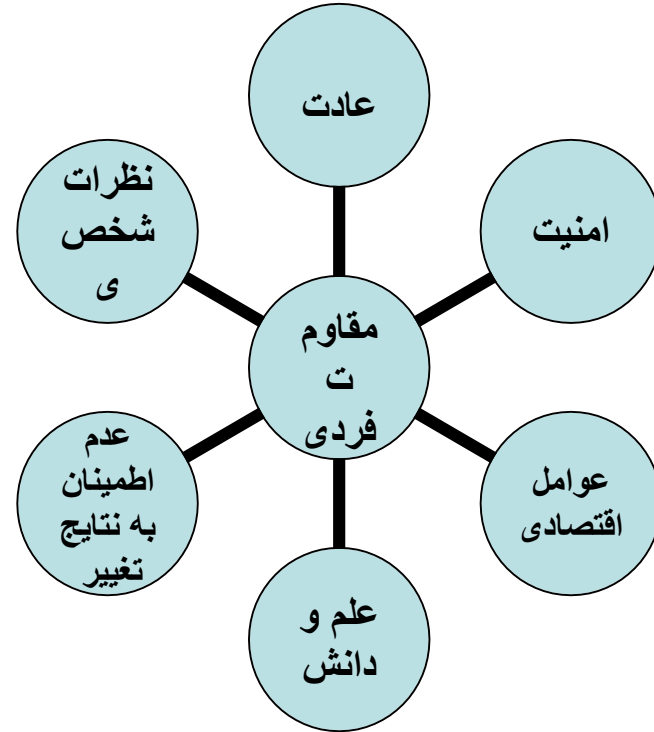 عادت
امنیت
نظرات
شخص
ی
مقاوم
ت
فردی
عوامل
اقتصادی
عدم
اطمینان
به نتایج
تغییر
علم و
دانش